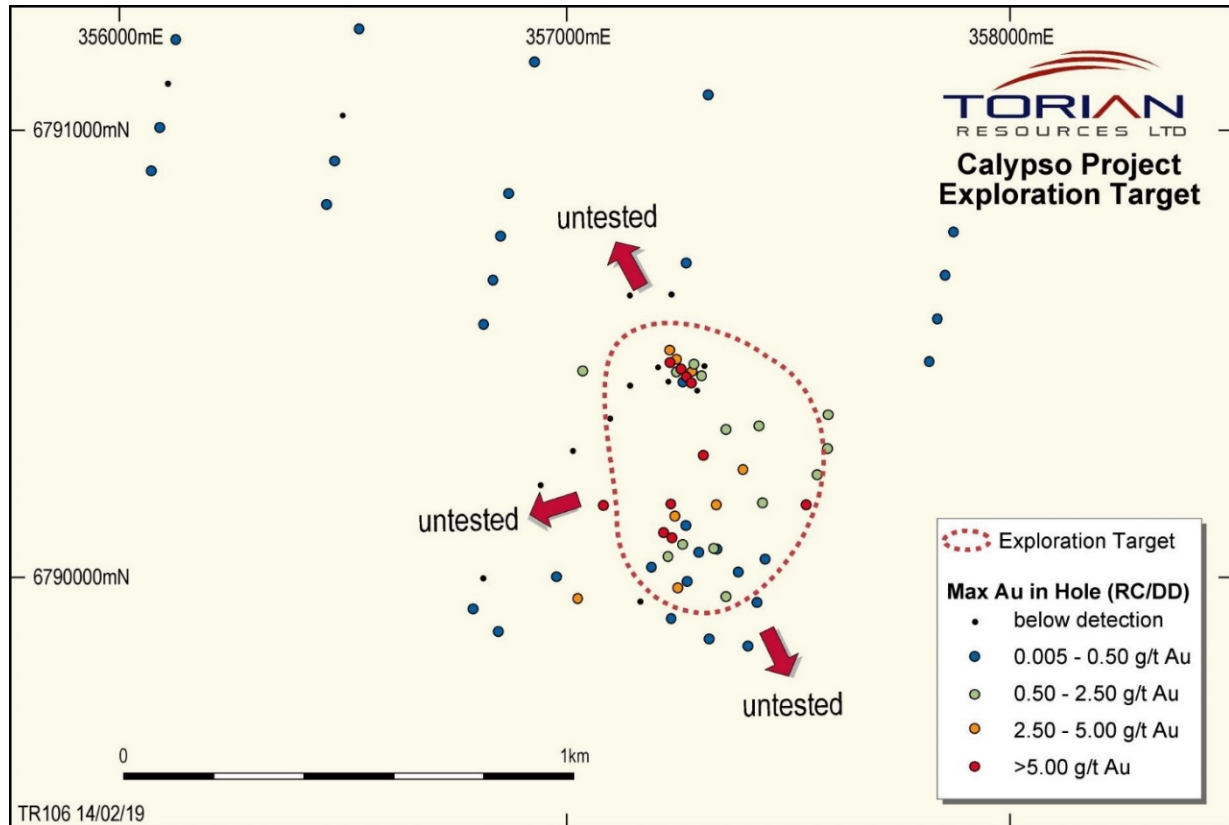 356000mE
357000mE
358000mE
6791000mN
TORIAN
RESOURCES LTD
Calypso Project
Exploration Target
untested
untested
untested
6790000mN
Exploration Target
Max Au in Hole (RC/DD)
below detection
0.005 - 0.50 g/t Au
0.50 - 2.50 g/t Au
2.50 - 5.00 g/t Au
>5.00 g/t Au
0
1km
TR106 14/02/19